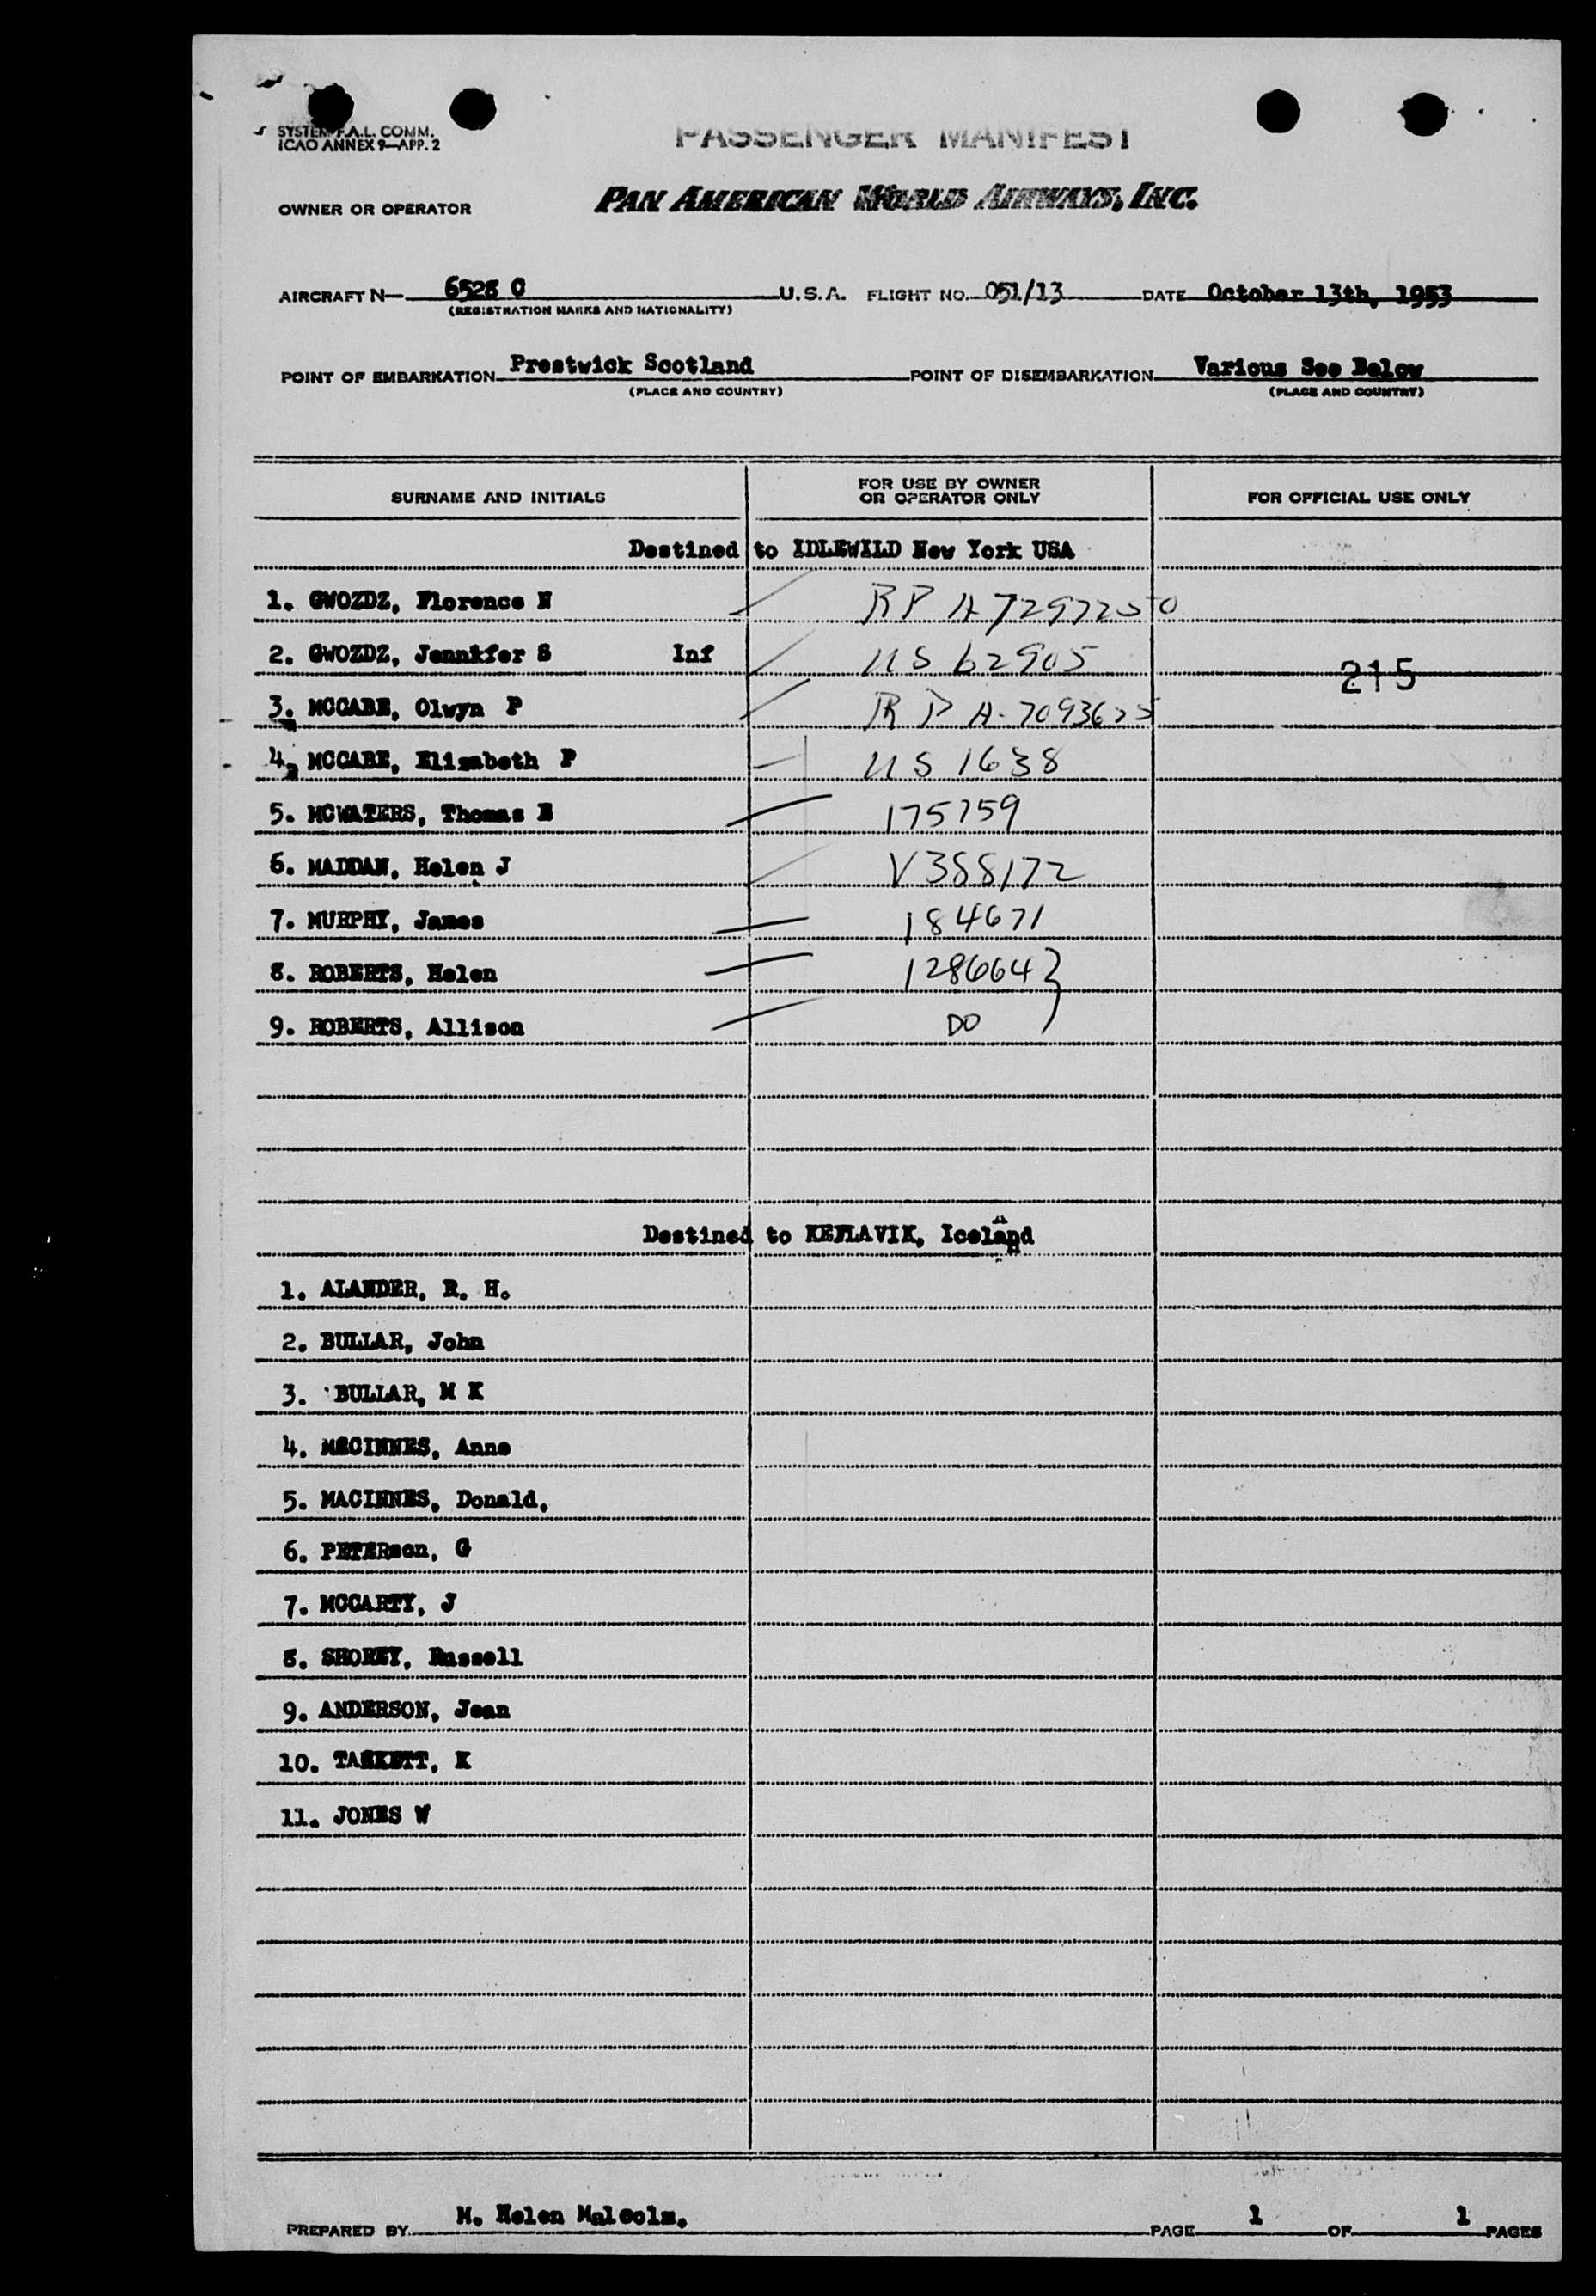 SYSTEM F.A.L. COMM.
ICAO ANNEX 9—APP. 2
PASSENGER MANIFEST
OWNER OR OPERATOR PAN AMERICAN WORLD AIRWAYS, INC.
AIRCRAFT N— 6528 C U.S.A. FLIGHT NO. 051/13 DATE October 13th, 1953
(REGISTRATION MARKS AND NATIONALITY)
POINT OF EMBARKATION Prestwick Scotland POINT OF DISEMBARKATION Various See Below
(PLACE AND COUNTRY) (PLACE AND COUNTRY)
SURNAME AND INITIALS FOR USE BY OWNER OR OPERATOR ONLY FOR OFFICIAL USE ONLY
Destined to IDLEWILD New York USA
1. GWOZDZ, Florence N RP A7297250
2. GWOZDZ, Jennifer S Inf US 62905
215
3. MCCABE, Olwyn P RP A-
4. MCCABE, Elizabeth P US 1638
5. MCWATERS, Thomas E 175759
6. MADDAN, Helen J V388172
7. MURPHY, James 184671
8. ROBERTS, Helen 128664 }
9. ROBERTS, Allison DO
Destined to KEFLAVIK, Iceland
1. ALANDER, R. H.
2. BULLAR, John
3. BULLAR, M K
4. MACINNES, Anne
5. MACINNES, Donald.
6. PETERson, G
7. MCCARTY, J
8. SHOREY, Russell
9. ANDERSON, Jean
10. TASKETT, K
11. JONES W
PREPARED BY M. Helen Malcolm. PAGE 1 OF 1 PAGES